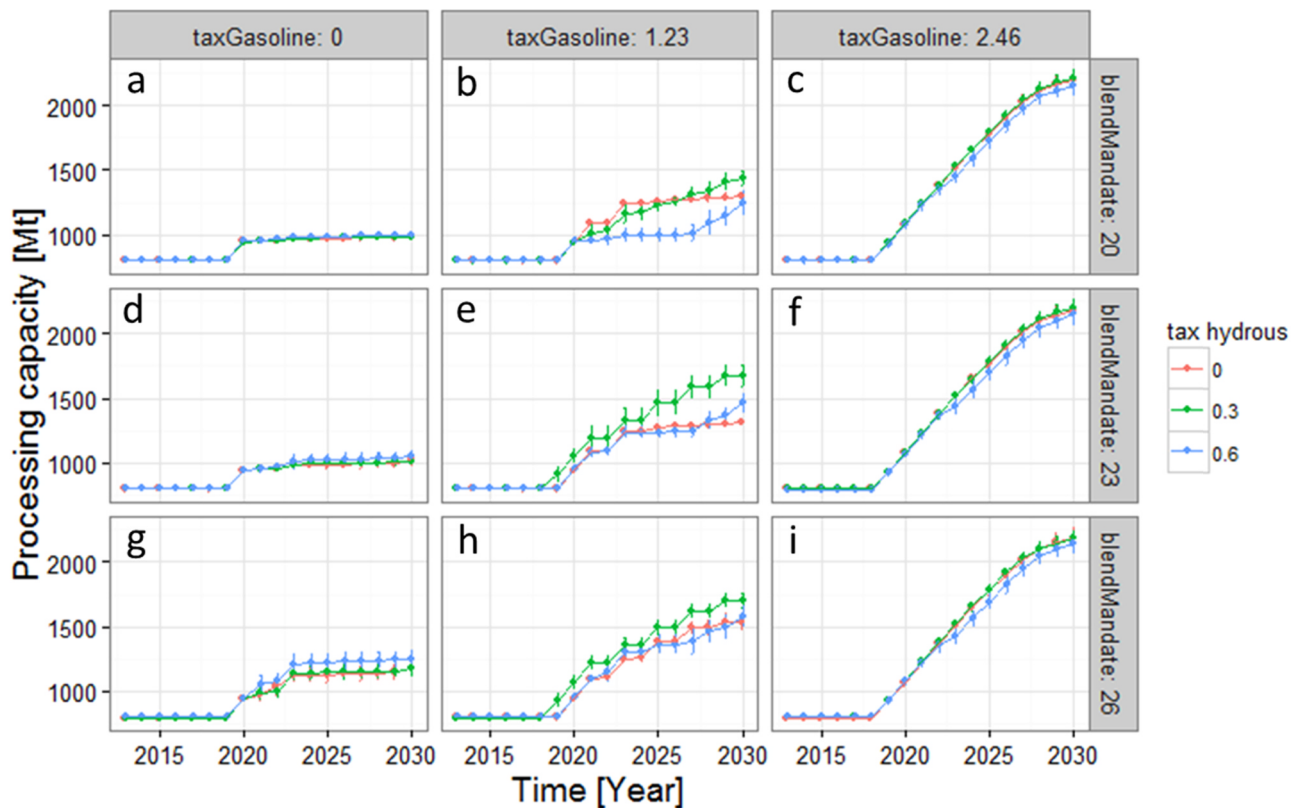 taxGasoline: 0
taxGasoline: 1.23
taxGasoline: 2.46
a
b
c
2000
1500
1000
blendMandate: 20
d
e
f
2000
1500
1000
blendMandate: 23
g
h
i
2000
1500
1000
blendMandate: 26
Processing capacity [Mt]
2015
2020
2025
2030
2015
2020
2025
2030
2015
2020
2025
2030
Time [Year]
tax hydrous
0
0.3
0.6